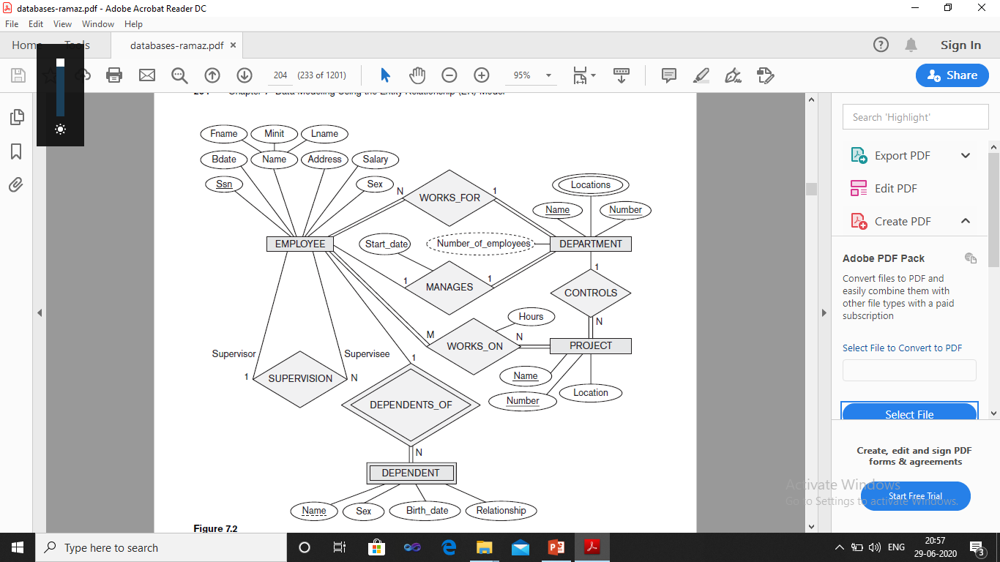 databases-ramaz.pdf - Adobe Acrobat Reader DC
File Edit View Window Help
Home Tools databases-ramaz.pdf × Sign In
204 (233 of 1201) 95% Share
204 Chapter 7 Data Modeling Using the Entity-Relationship (ER) Model
Fname Minit Lname
Bdate Name Address Salary
Ssn Sex
N WORKS_FOR 1
Locations
Name Number
EMPLOYEE Start_date Number_of_employees DEPARTMENT
1 MANAGES 1
1
CONTROLS
N
Hours
M WORKS_ON N PROJECT
Supervisor Supervisee
1 SUPERVISION N
1
Name
Number Location
DEPENDENTS_OF
N
DEPENDENT
Name Sex Birth_date Relationship
Figure 7.2
Search 'Highlight'
Export PDF
Edit PDF
Create PDF
Adobe PDF Pack
Convert files to PDF and
easily combine them with
other file types with a paid
subscription
Select File to Convert to PDF
Select File
Create, edit and sign PDF
forms & agreements
Start Free Trial
Activate Windows
Go to Settings to activate Windows.
Type here to search
ENG
20:57
29-06-2020
3